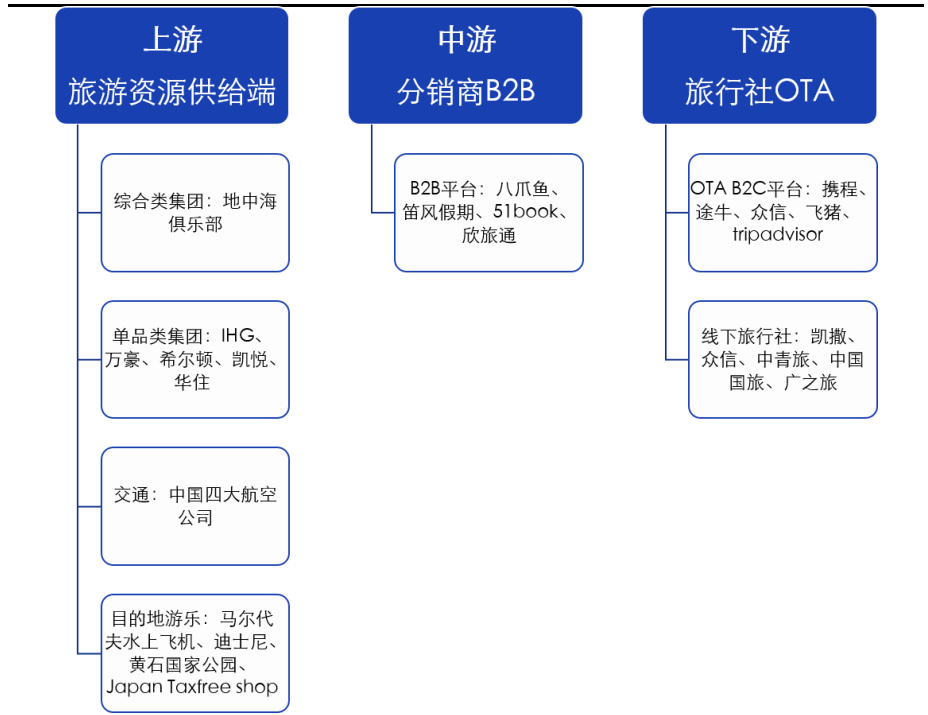 上游
旅游资源供给端
综合类集团：地中海
俱乐部
单品类集团：IHG、
万豪、希尔顿、凯悦、
华住
交通：中国四大航空
公司
目的地游乐：马尔代
夫水上飞机、迪士尼、
黄石国家公园、
Japan Taxfree shop
中游
分销商B2B
B2B平台：八爪鱼、
笛风假期、51book、
欣旅通
下游
旅行社OTA
OTA B2C平台：携程、
途牛、众信、飞猪、
tripadvisor
线下旅行社：凯撒、
众信、中青旅、中国
国旅、广之旅